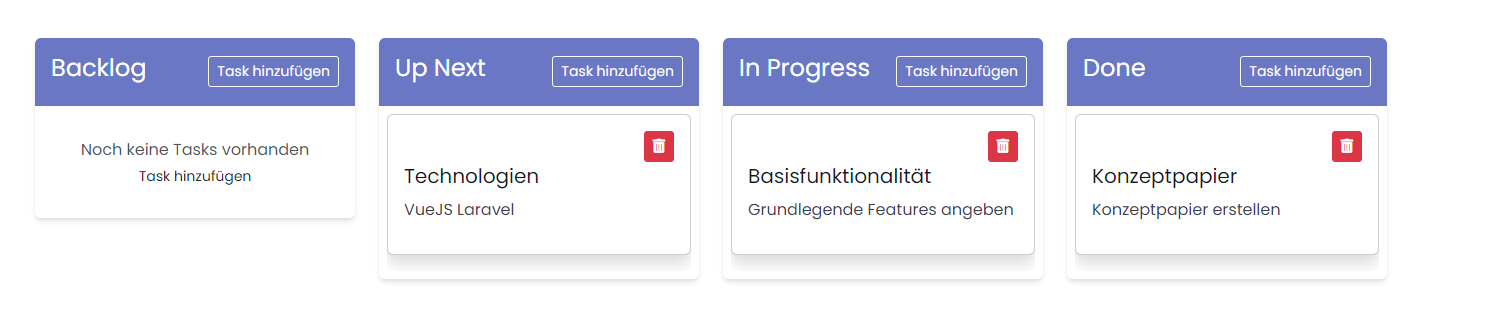 Backlog
Task hinzufügen
Noch keine Tasks vorhanden
Task hinzufügen
Up Next
Task hinzufügen
Technologien
VueJS Laravel
In Progress
Task hinzufügen
Basisfunktionalität
Grundlegende Features angeben
Done
Task hinzufügen
Konzeptpapier
Konzeptpapier erstellen